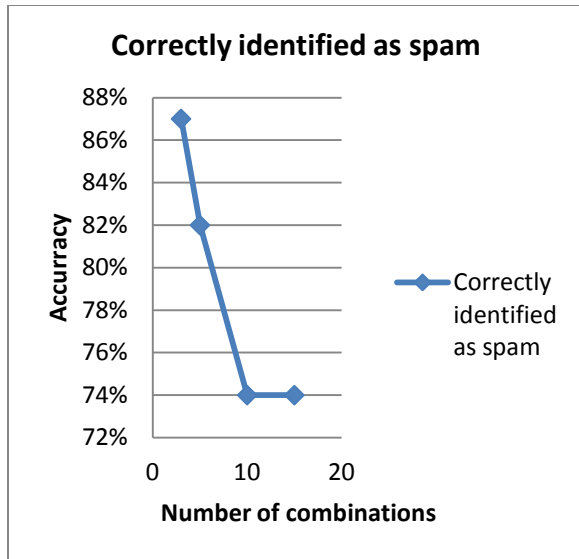 Correctly identified as spam
88%
86%
84%
82%
80%
78%
76%
74%
72%
Accurracy
0
10
20
Number of combinations
Correctly
identified
as spam